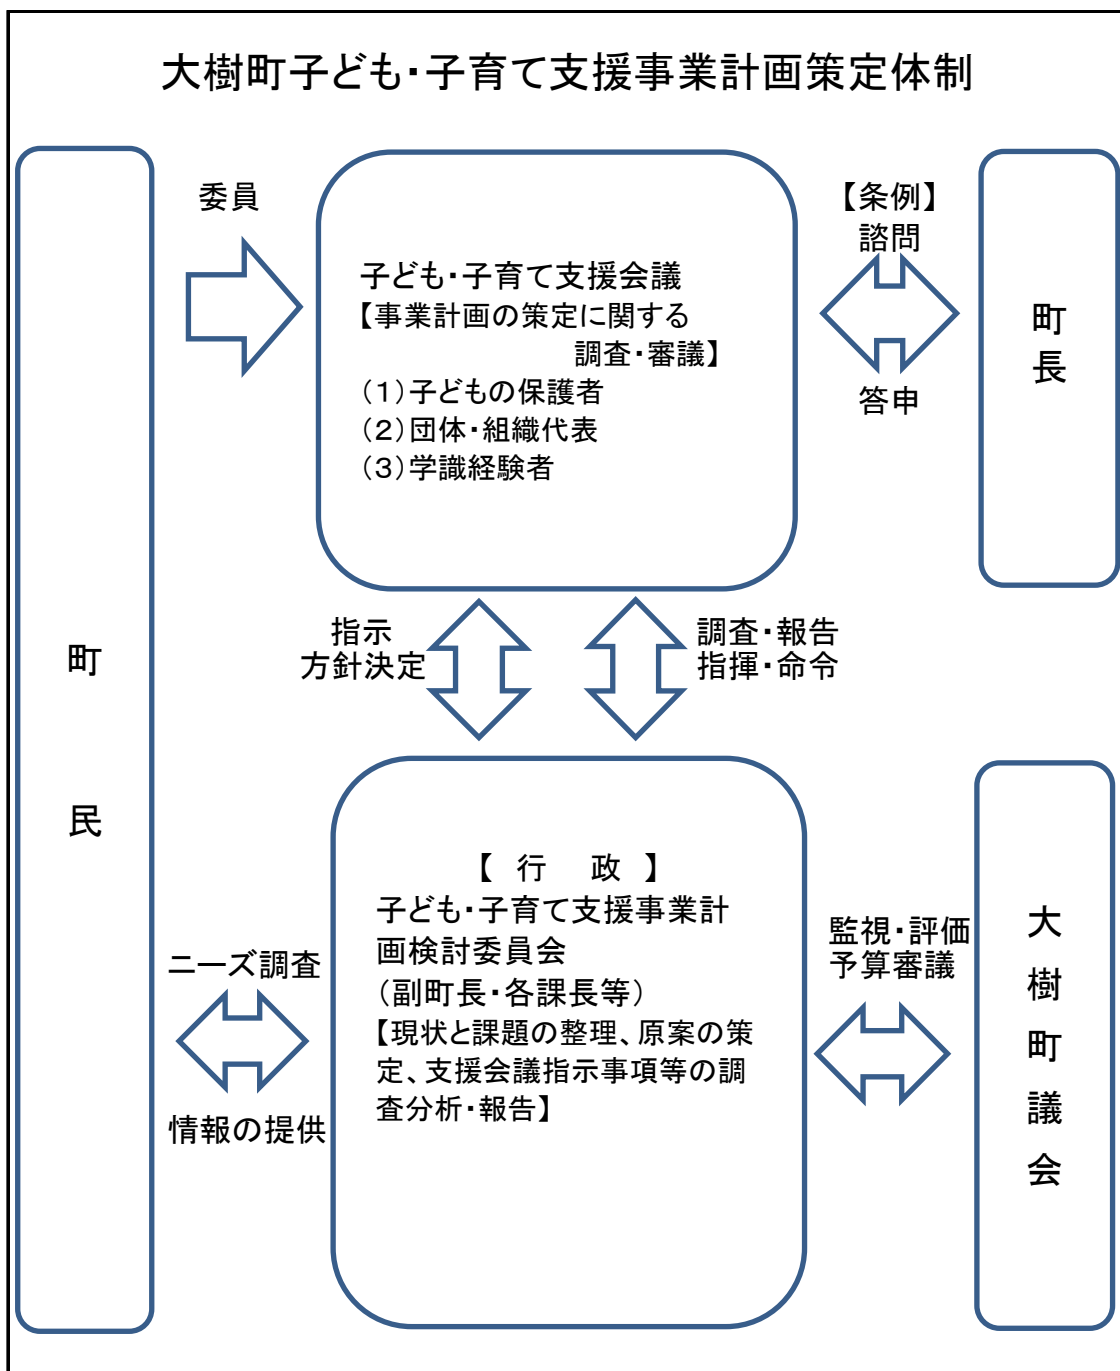 大樹町子ども・子育て支援事業計画策定体制
町民
委員
子ども・子育て支援会議
【事業計画の策定に関する
調査・審議】
（１）子どもの保護者
（２）団体・組織代表
（３）学識経験者
【条例】
諮問
答申
町長
指示
方針決定
調査・報告
指揮・命令
ニーズ調査
情報の提供
【　行　政　】
子ども・子育て支援事業計
画検討委員会
（副町長・各課長等）
【現状と課題の整理、原案の策
定、支援会議指示事項等の調
査分析・報告】
監視・評価
予算審議
大樹町議会